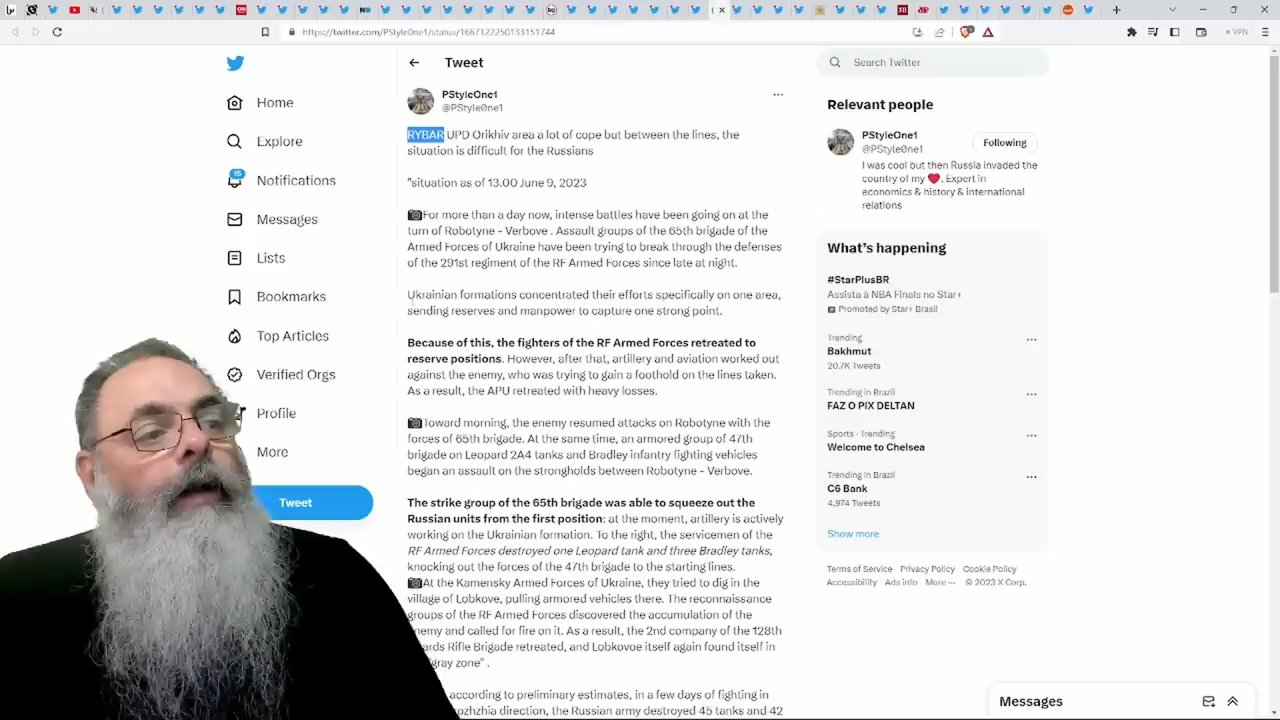 https://twitter.com/PStyle0ne1/status/1667122250133151744
VPN
Home
Explore
15
Notifications
Messages
Lists
Bookmarks
Top Articles
Verified Orgs
Profile
More
Tweet
Tweet
PStyleOne1
@PStyle0ne1
RYBAR UPD Orikhiv area a lot of cope but between the lines, the
situation is difficult for the Russians
"situation as of 13.00 June 9, 2023
For more than a day now, intense battles have been going on at the
turn of Robotyne - Verbove . Assault groups of the 65th brigade of the
Armed Forces of Ukraine have been trying to break through the defenses
of the 291st regiment of the RF Armed Forces since late at night.
Ukrainian formations concentrated their efforts specifically on one area,
sending reserves and manpower to capture one strong point.
Because of this, the fighters of the RF Armed Forces retreated to
reserve positions. However, after that, artillery and aviation worked out
against the enemy, who was trying to gain a foothold on the lines taken.
As a result, the APU retreated with heavy losses.
Toward morning, the enemy resumed attacks on Robotyne with the
forces of 65th brigade. At the same time, an armored group of 47th
brigade on Leopard 2A4 tanks and Bradley infantry fighting vehicles
began an assault on the strongholds between Robotyne - Verbove.
The strike group of the 65th brigade was able to squeeze out the
Russian units from the first position: at the moment, artillery is actively
working on the Ukrainian formation. To the right, the servicemen of the
RF Armed Forces destroyed one Leopard tank and three Bradley tanks,
knocking out the forces of the 47th brigade to the starting lines.
At the Kamensky Armed Forces of Ukraine, they tried to dig in the
village of Lobkove, pulling armored vehicles there. The reconnaissance
groups of the RF Armed Forces discovered the accumulation of the
enemy and called for fire on it. As a result, the 2nd company of the 128th
ards Rifle Brigade retreated, and Lobkovoe itself again found itself in
"gray zone" .
according to preliminary estimates, in a few days of fighting in
rozhzhia direction, the Russian army destroyed 45 tanks and 42
Search Twitter
Relevant people
PStyleOne1
@PStyle0ne1
Following
I was cool but then Russia invaded the
country of my ❤️. Expert in
economics & history & international
relations
What's happening
#StarPlusBR
Assista à NBA Finals no Star+
Promoted by Star+ Brasil
Trending
Bakhmut
20.7K Tweets
Trending in Brazil
FAZ O PIX DELTAN
Sports · Trending
Welcome to Chelsea
Trending in Brazil
C6 Bank
4,974 Tweets
Show more
Terms of Service Privacy Policy Cookie Policy
Accessibility Ads info More ··· © 2023 X Corp.
Messages